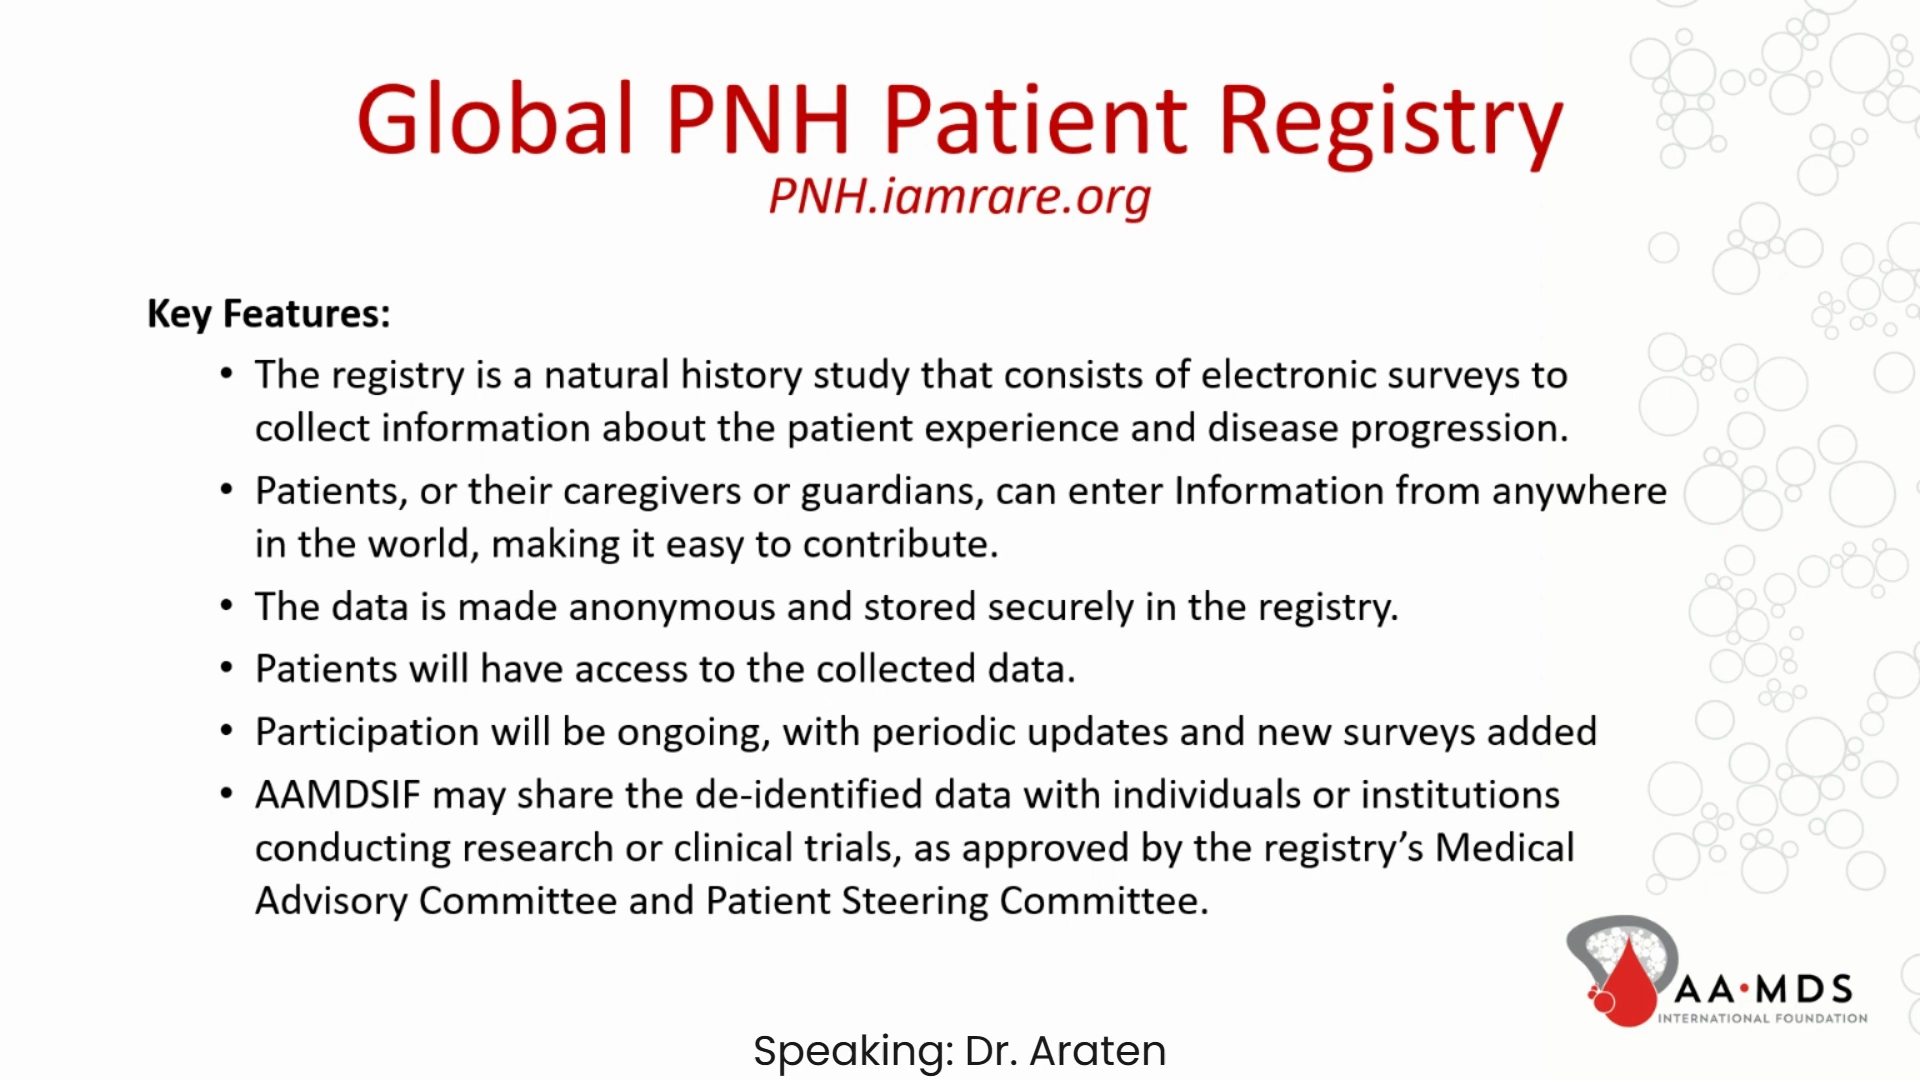 Global PNH Patient Registry
PNH.iamrare.org
Key Features:
• The registry is a natural history study that consists of electronic surveys to
collect information about the patient experience and disease progression.
• Patients, or their caregivers or guardians, can enter Information from anywhere
in the world, making it easy to contribute.
• The data is made anonymous and stored securely in the registry.
• Patients will have access to the collected data.
• Participation will be ongoing, with periodic updates and new surveys added
• AAMDSIF may share the de-identified data with individuals or institutions
conducting research or clinical trials, as approved by the registry’s Medical
Advisory Committee and Patient Steering Committee.
AA•MDS
INTERNATIONAL FOUNDATION
Speaking: Dr. Araten